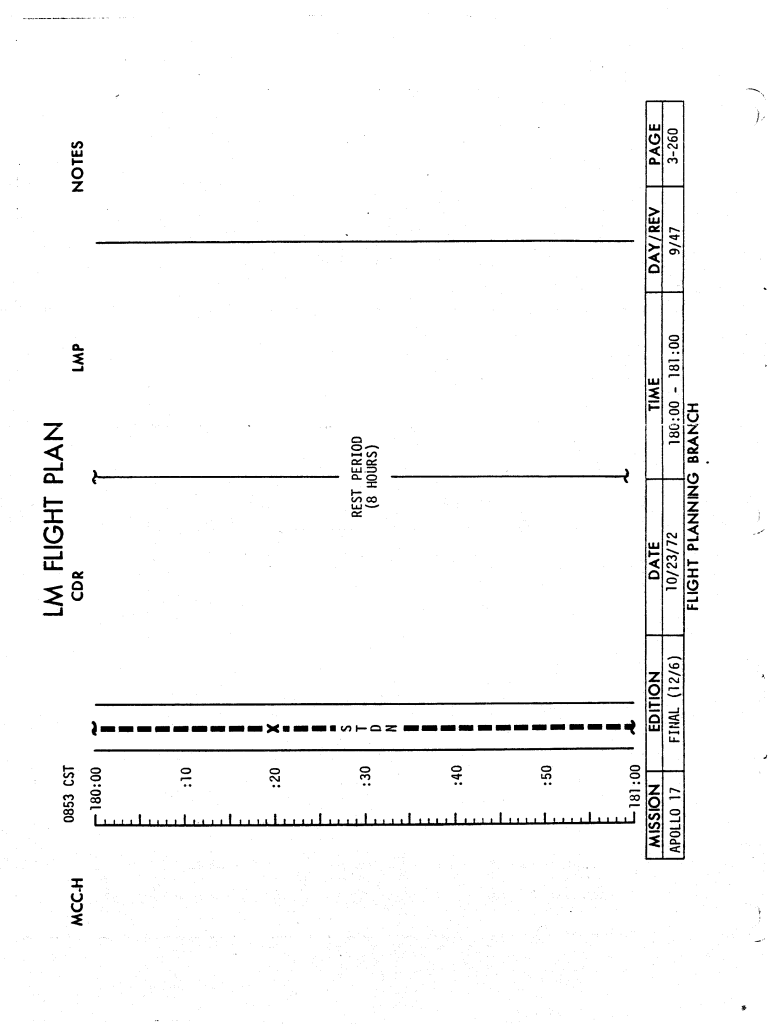 LM FLIGHT PLAN
MCC-H 0853 CST CDR LMP NOTES
180:00
:10
:20
X
:30
STDN
REST PERIOD
(8 HOURS)
:40
:50
181:00
MISSION EDITION DATE TIME DAY/REV PAGE
APOLLO 17 FINAL (12/6) 10/23/72 180:00 - 181:00 9/47 3-260
FLIGHT PLANNING BRANCH